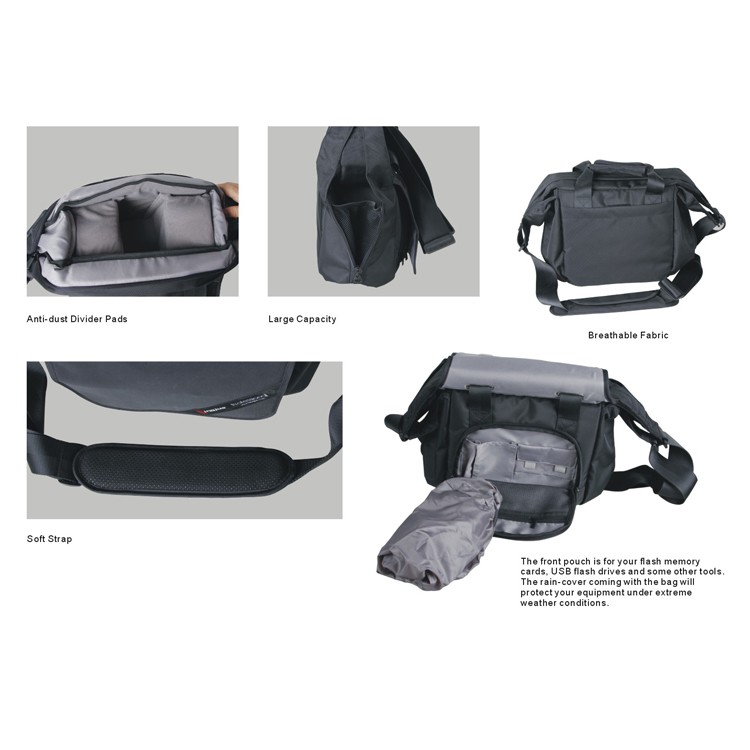 Anti-dust Divider Pads
Large Capacity
Breathable Fabric
Soft Strap
The front pouch is for your flash memory
cards, USB flash drives and some other tools.
The rain-cover coming with the bag will
protect your equipment under extreme
weather conditions.